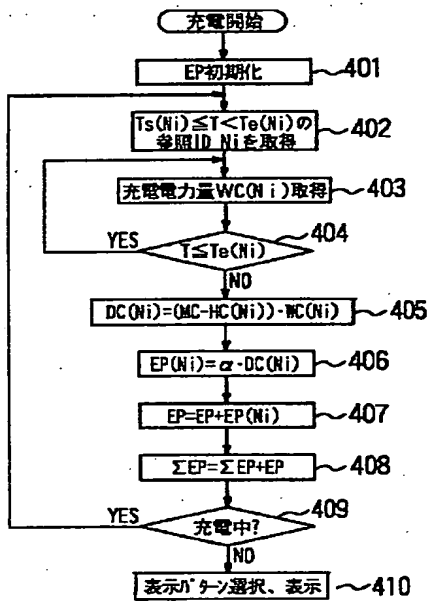 充電開始
EP初期化
401
Ts(Ni)≦T<Te(Ni)の
参照ID Niを取得
402
充電電力量WC(Ni)取得
403
YES
T≦Te(Ni)
404
NO
DC(Ni)=(MC-HC(Ni))・WC(Ni)
405
EP(Ni)=α・DC(Ni)
406
EP=EP+EP(Ni)
407
ΣEP=ΣEP+EP
408
YES
充電中?
409
NO
表示パターン選択、表示
410